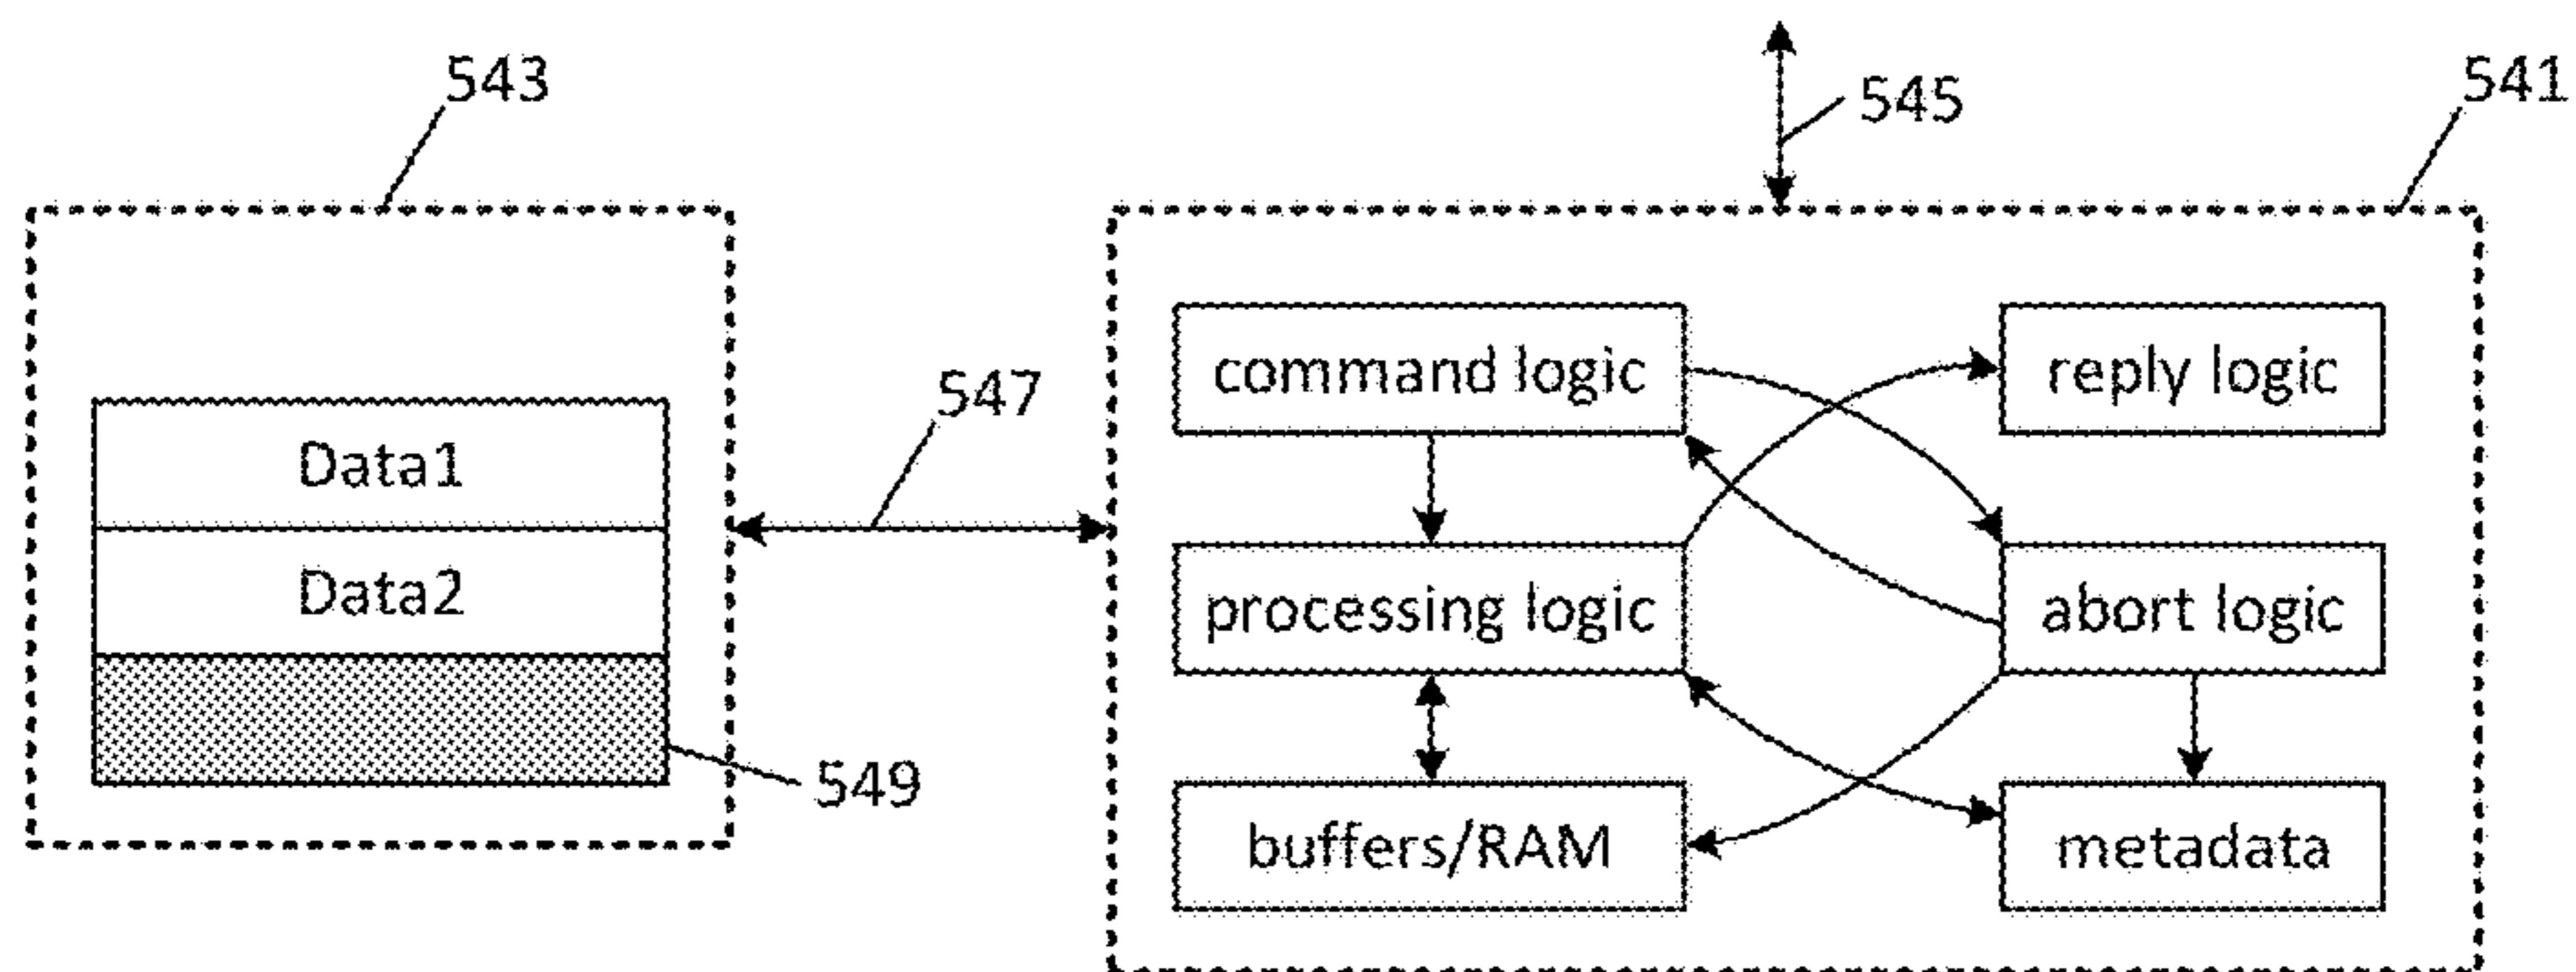 543
545
541
547
Data1
Data2
549
command logic
reply logic
processing logic
abort logic
buffers/RAM
metadata